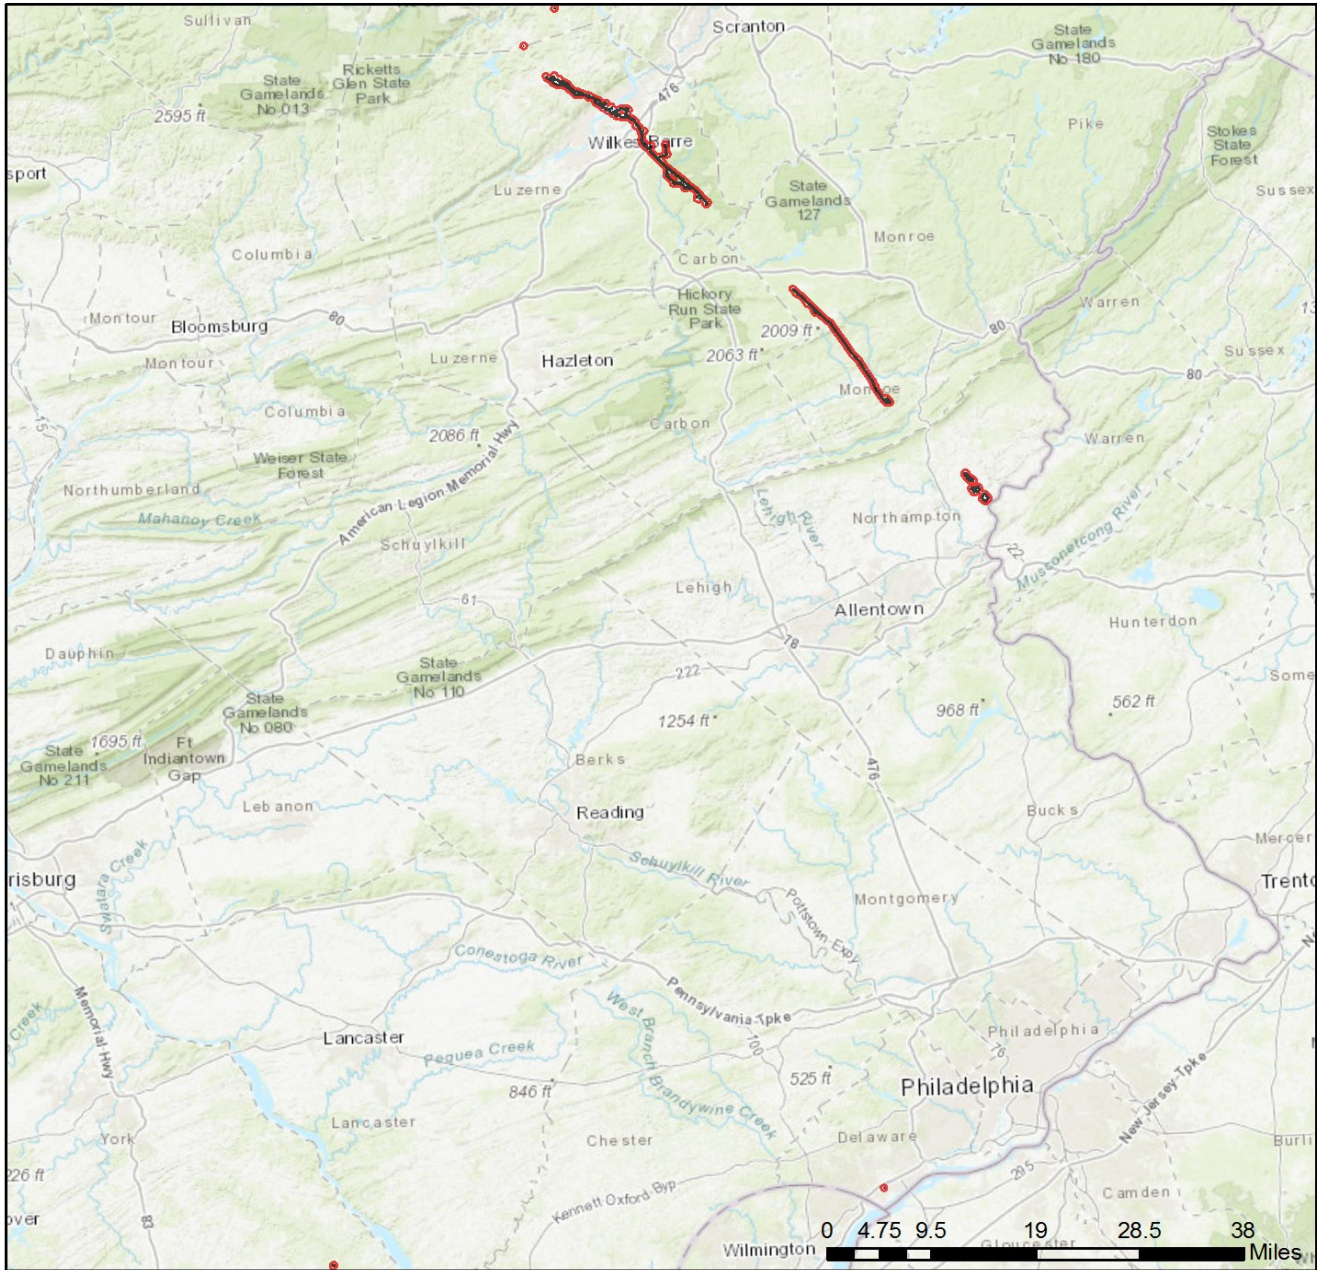 Sullivan
Scranton
State
Gamelands
No 180
Ricketts
Glen State
Park
State
Gamelands
No 013
476
2595 ft
Pike
Stokes
State
Forest
Wilkes-Barre
sport
Luzerne
State
Gamelands
127
Sussex
Monroe
Columbia
Carbon
Hickory
Run State
Park
Warren
13
Montour
Bloomsburg
80
2009 ft
80
Luzerne
Hazleton
2063 ft
Sussex
Montour
80
Monroe
Columbia
15
2086 ft
Carbon
Warren
Weiser State
Forest
American Legion Memorial Hwy
Northumberland
Mahanoy Creek
Lehigh
River
Northampton
Musconetcong River
Schuylkill
22
Lehigh
61
Allentown
Hunterdon
78
Dauphin
State
Gamelands
No 110
222
Some
State
Gamelands
No 080
1254 ft
968 ft
562 ft
1695 ft
State
Gamelands
No 211
Ft
Indiantown
Gap
Berks
476
Lebanon
Reading
Bucks
Mercer
Swatara Creek
risburg
Schuylkill River
Trento
Pottstown Expy
Montgomery
Conestoga River
Pennsylvania Tpke
West Branch Brandywine Creek
Creek
Memorial Hwy
Lancaster
Pequea Creek
100
Philadelphia
76
846 ft
525 ft
Philadelphia
New Jersey Tpke
Lancaster
York
Chester
Delaware
Burli
226 ft
295
Kennett Oxford Byp
Camden
over
83
Wilmington
Gloucester
0 4.75 9.5 19 28.5 38
Miles